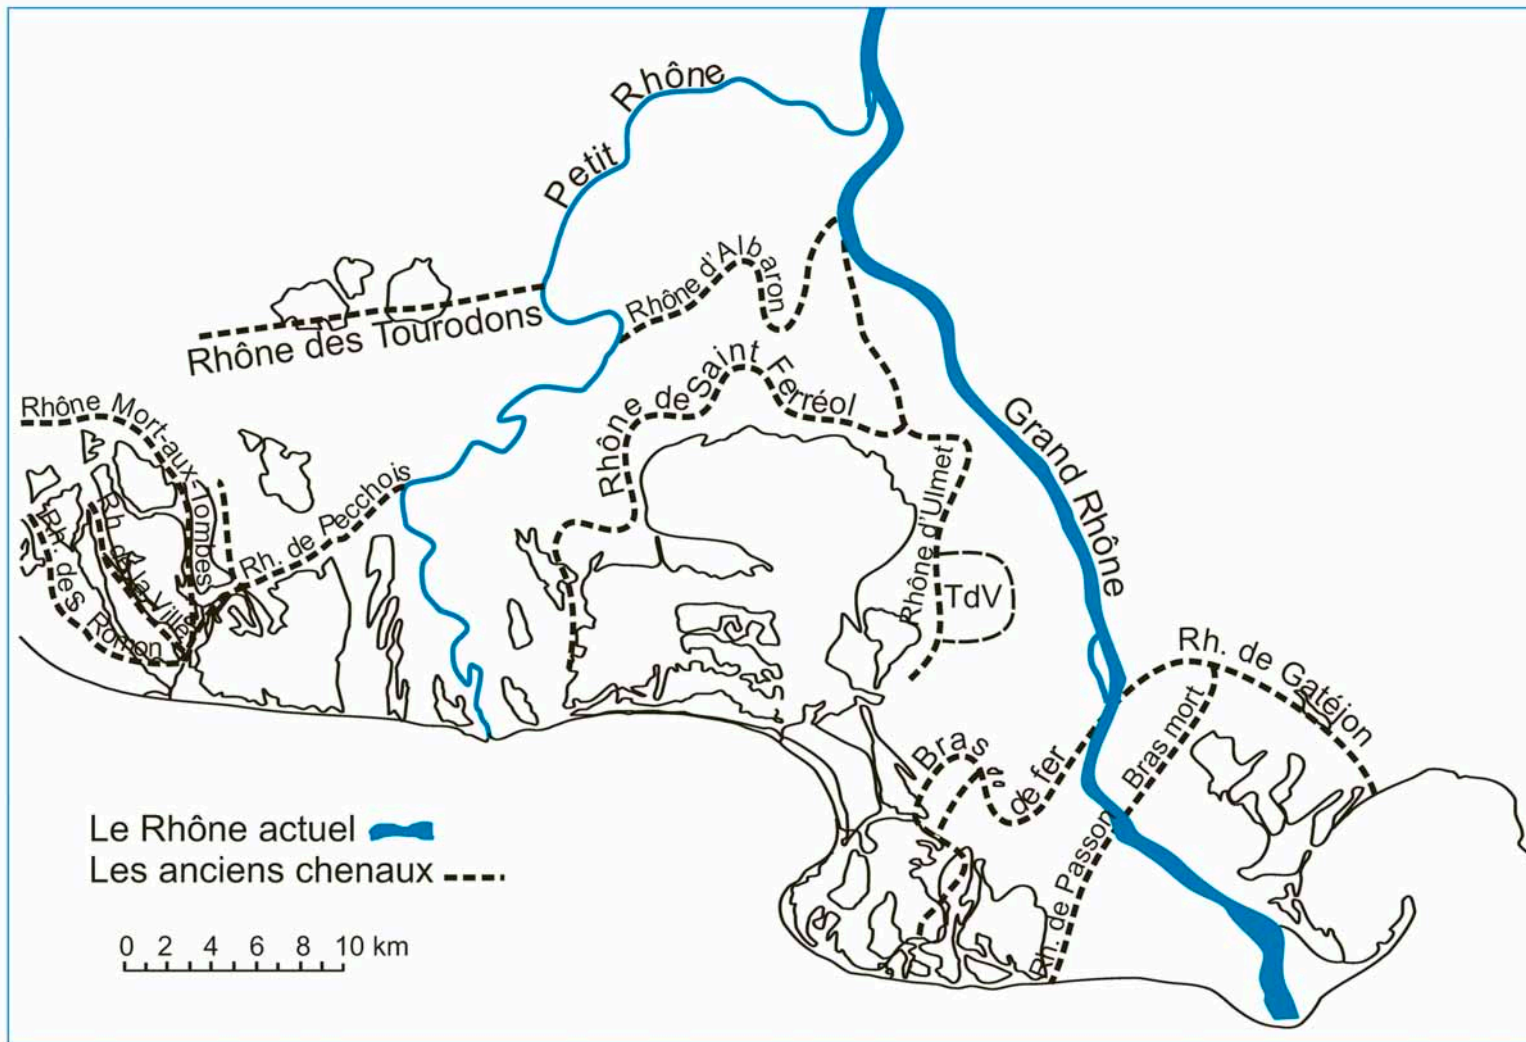 Petit Rhône
Rhône d'Albaron
Rhône des Tourodons
Rhône de Saint Ferréol
Grand Rhône
Rhône Mort-aux-Tombes
Rh. de Pecchois
Rh. de la Ville
Rh. des Romon
Rhône d'Ulmet
TdV
Rh. de Gatéjon
Bras mort
Bras de fer
Rh. de Passon
Le Rhône actuel
Les anciens chenaux
0 2 4 6 8 10 km